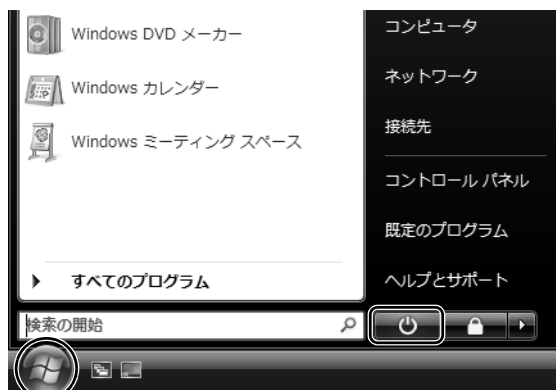 Windows DVD メーカー
Windows カレンダー
Windows ミーティング スペース
すべてのプログラム
検索の開始
コンピュータ
ネットワーク
接続先
コントロール パネル
既定のプログラム
ヘルプとサポート